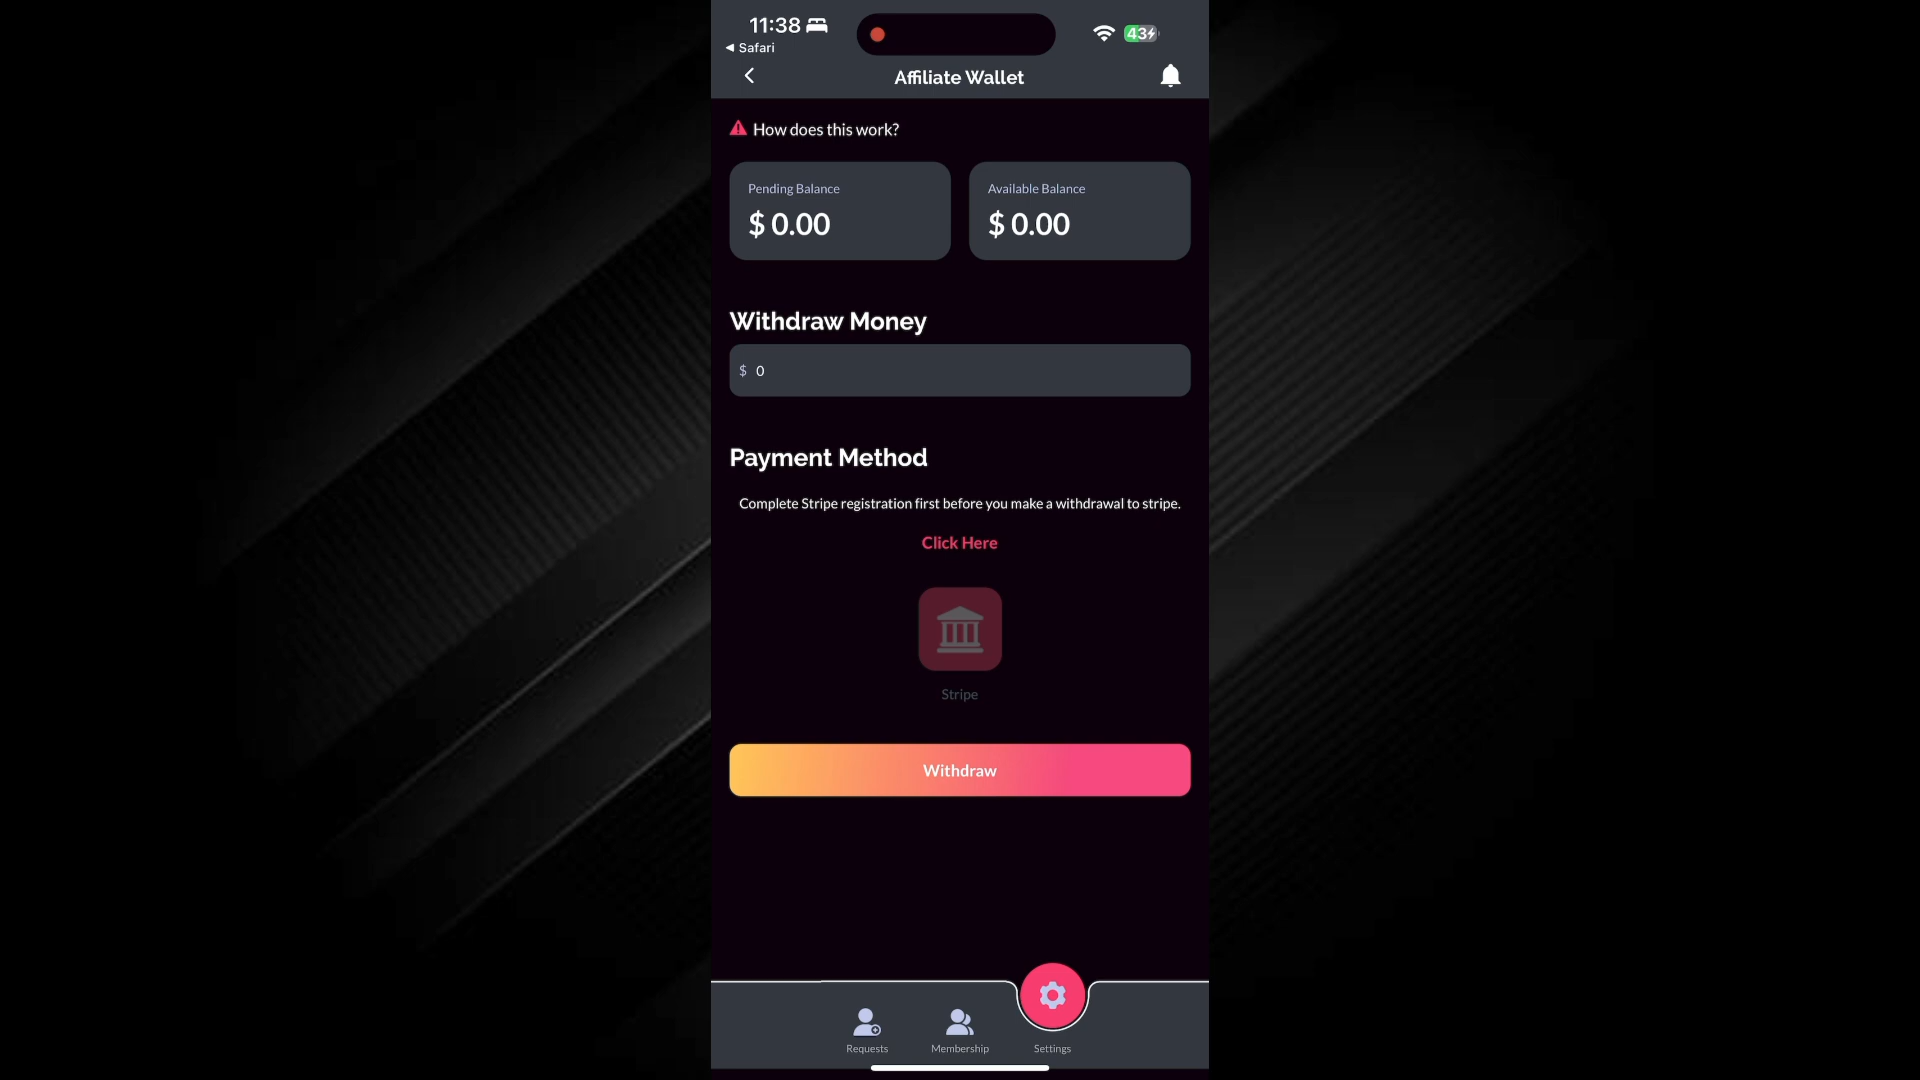 11:38
◀ Safari
43
Affiliate Wallet
How does this work?
Pending Balance
$ 0.00
Available Balance
$ 0.00
Withdraw Money
$ 0
Payment Method
Complete Stripe registration first before you make a withdrawal to stripe.
Click Here
Stripe
Withdraw
Requests
Membership
Settings